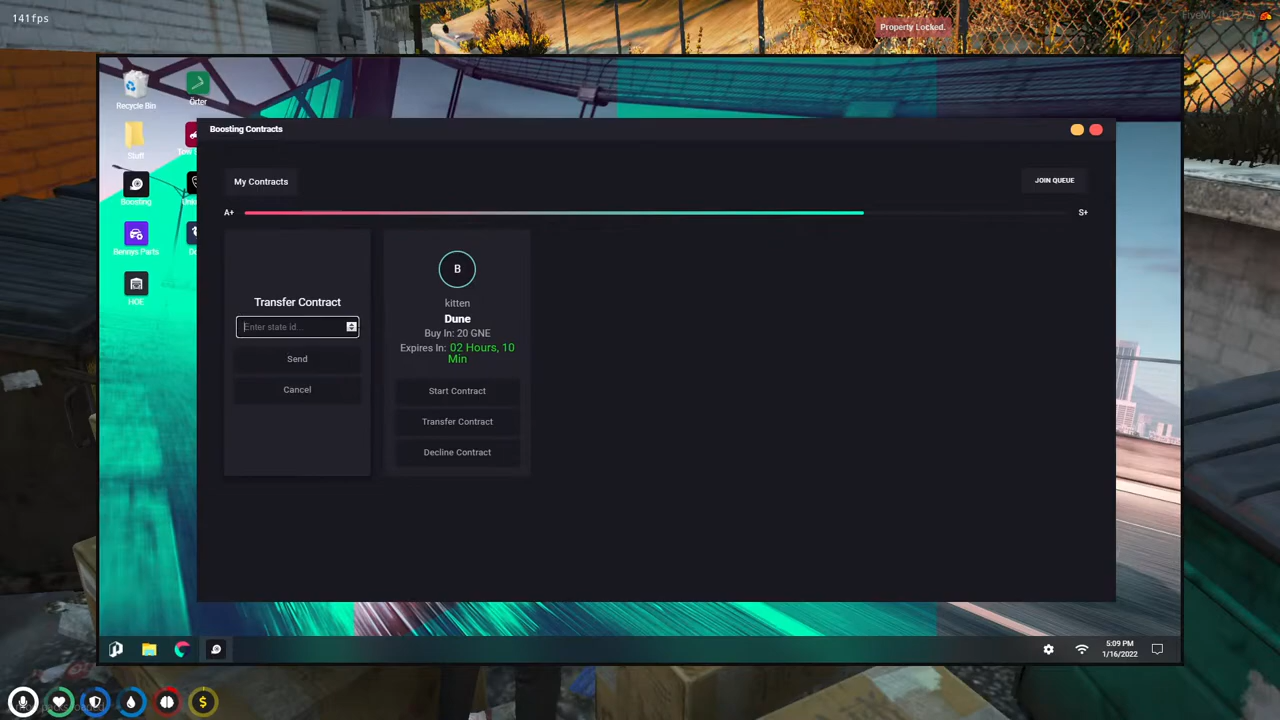 141fps
Property Locked.
Recycle Bin
Örter
Stuff
Boosting
Bennys Parts
HOE
Boosting Contracts
My Contracts
JOIN QUEUE
A+
S+
Transfer Contract
Enter state id...
Send
Cancel
B
kitten
Dune
Buy In: 20 GNE
Expires In: 02 Hours, 10
Min
Start Contract
Transfer Contract
Decline Contract
5:09 PM
1/16/2022